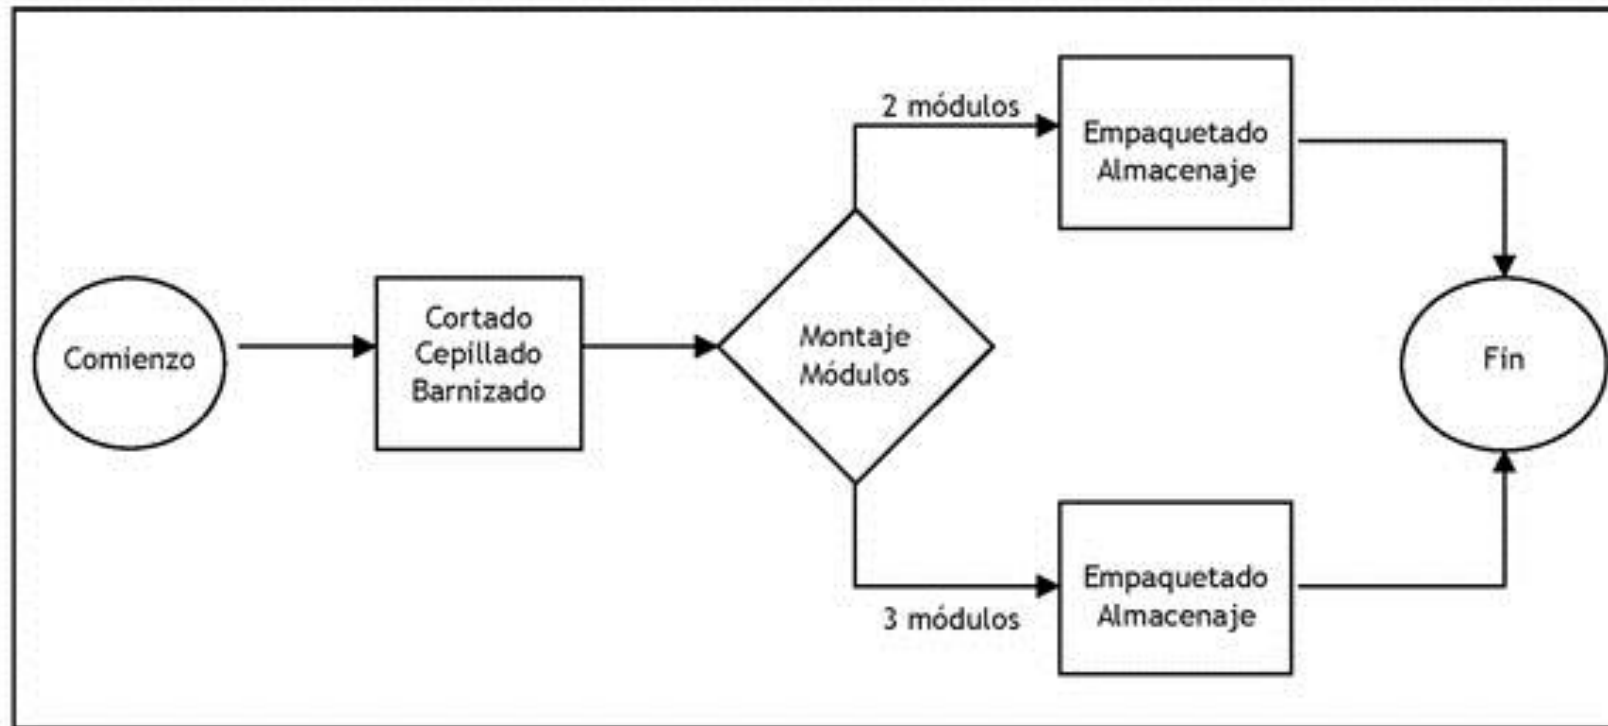 Comienzo
Cortado
Cepillado
Barnizado
Montaje
Módulos
2 módulos
Empaquetado
Almacenaje
3 módulos
Empaquetado
Almacenaje
Fin